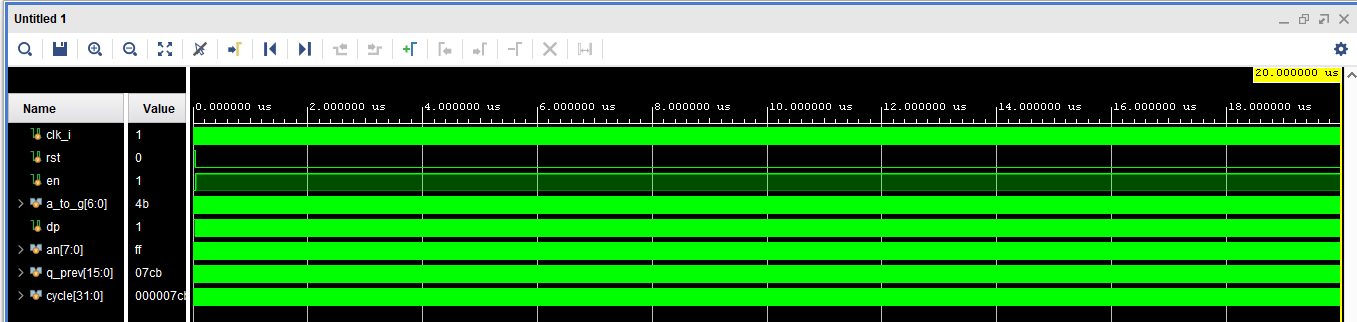 Untitled 1
20.000000 us
Name Value
0.000000 us 2.000000 us 4.000000 us 6.000000 us 8.000000 us 10.000000 us 12.000000 us 14.000000 us 16.000000 us 18.000000 us
clk_i 1
rst 0
en 1
a_to_g[6:0] 4b
dp 1
an[7:0] ff
q_prev[15:0] 07cb
cycle[31:0] 000007cb